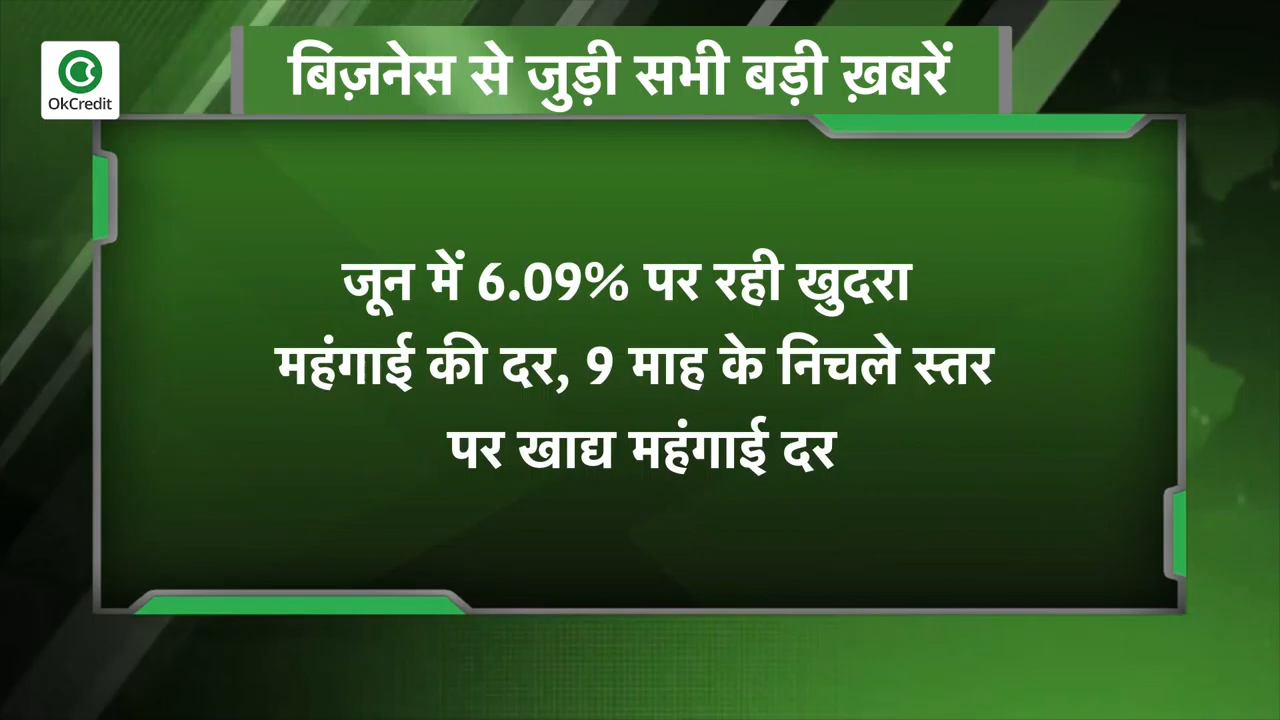 बिज़नेस से जुड़ी सभी बड़ी ख़बरें
OkCredit
जून में 6.09% पर रही खुदरा
महंगाई की दर, 9 माह के निचले स्तर
पर खाद्य महंगाई दर